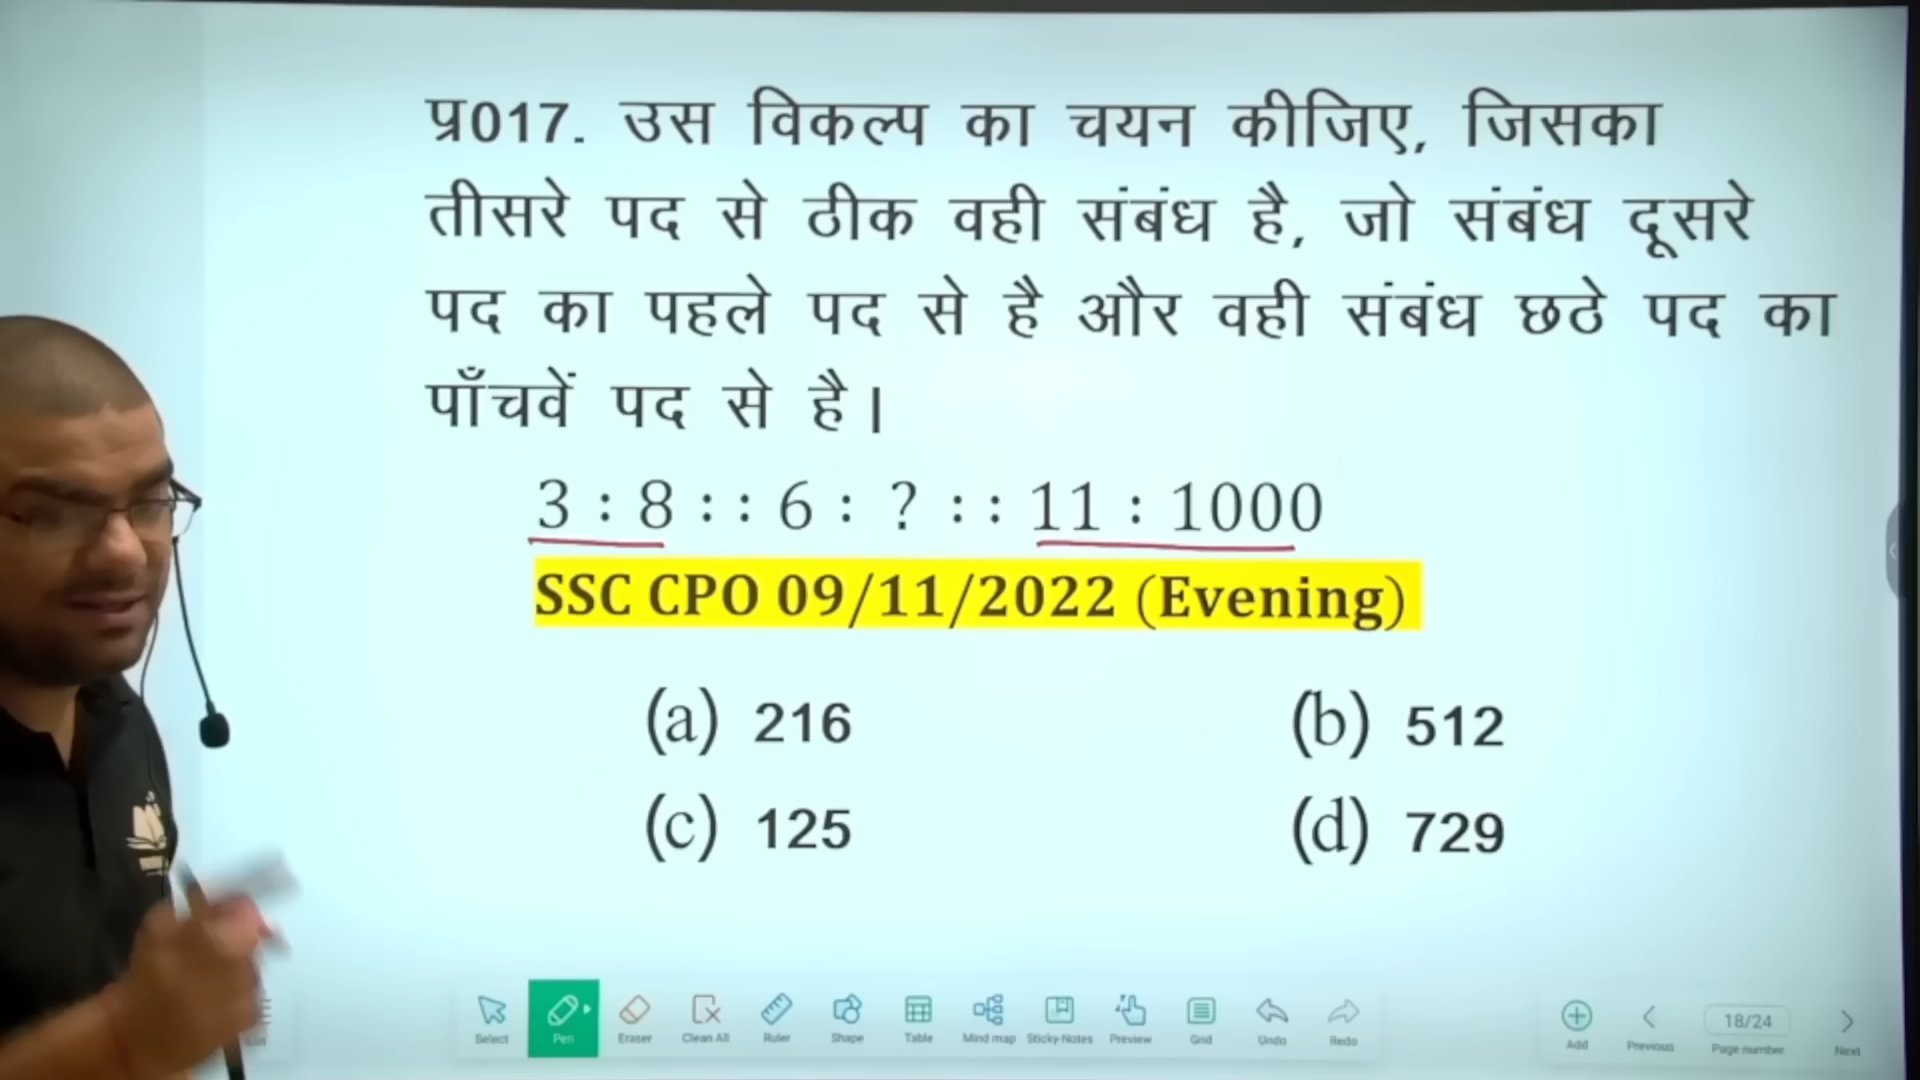 प्र017. उस विकल्प का चयन कीजिए, जिसका
तीसरे पद से ठीक वही संबंध है, जो संबंध दूसरे
पद का पहले पद से है और वही संबंध छठे पद का
पाँचवें पद से है।
3 : 8 : : 6 : ? : : 11 : 1000
SSC CPO 09/11/2022 (Evening)
(a) 216 (b) 512
(c) 125 (d) 729
Select Pen Eraser Clean All Ruler Shape Table Mind map Sticky-Notes Preview Grid Undo Redo Add Previous 18/24 Page number Next